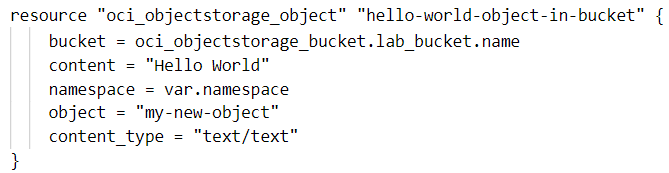 resource "oci_objectstorage_object" "hello-world-object-in-bucket" {
bucket = oci_objectstorage_bucket.lab_bucket.name
content = "Hello World"
namespace = var.namespace
object = "my-new-object"
content_type = "text/text"
}